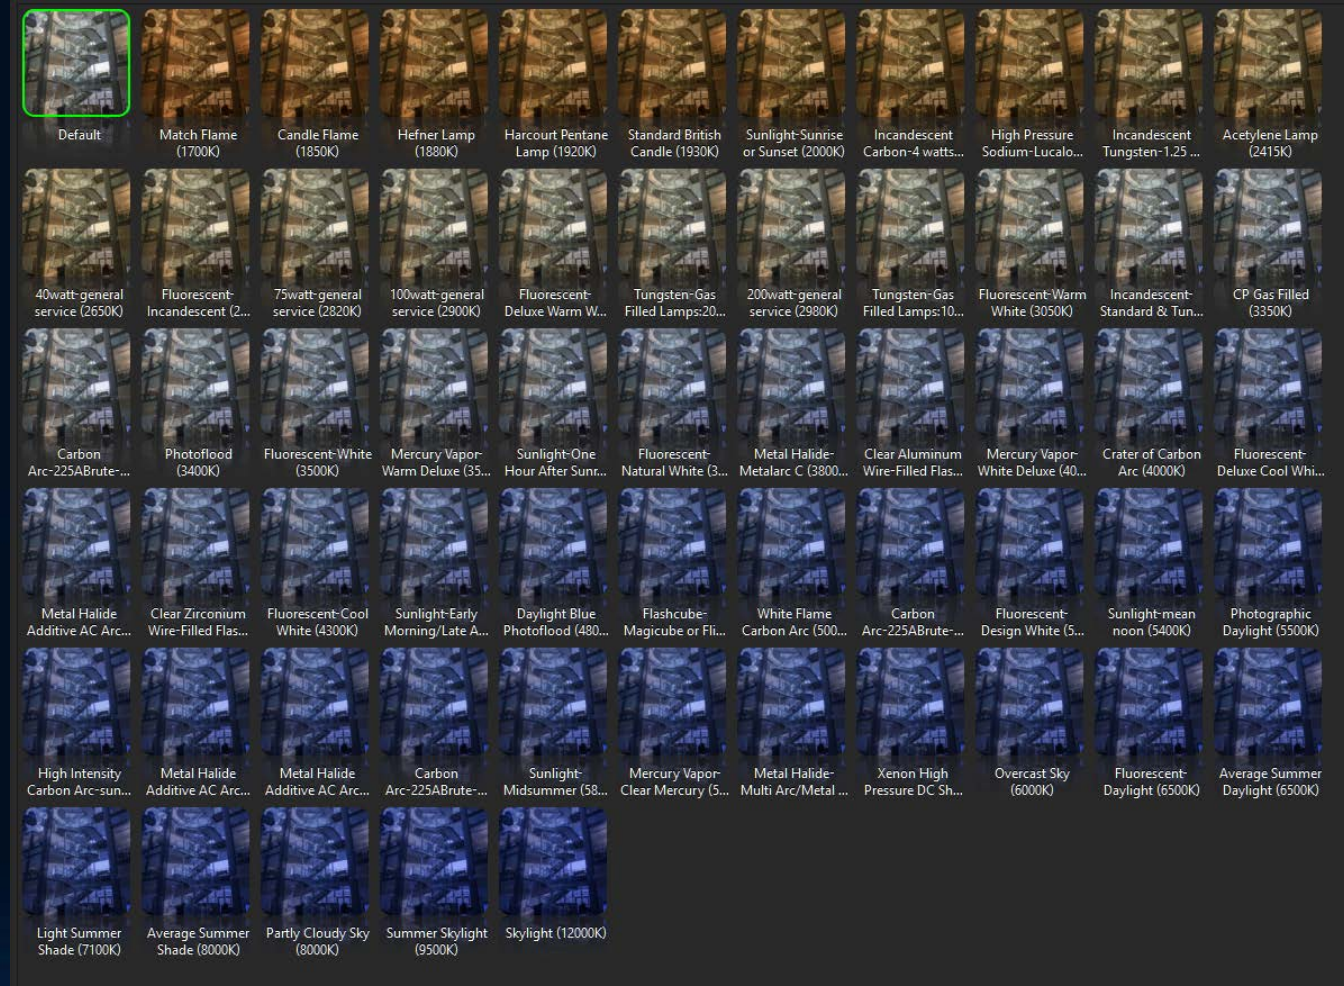 Default
Match Flame
(1700K)
Candle Flame
(1850K)
Hefner Lamp
(1880K)
Harcourt Pentane
Lamp (1920K)
Standard British
Candle (1930K)
Sunlight-Sunrise
or Sunset (2000K)
Incandescent
Carbon-4 watts...
High Pressure
Sodium-Lucalo...
Incandescent
Tungsten-1.25 ...
Acetylene Lamp
(2415K)
40watt-general
service (2650K)
Fluorescent-
Incandescent (2...
75watt-general
service (2820K)
100watt-general
service (2900K)
Fluorescent-
Deluxe Warm W...
Tungsten-Gas
Filled Lamps:20...
200watt-general
service (2980K)
Tungsten-Gas
Filled Lamps:10...
Fluorescent-Warm
White (3050K)
Incandescent-
Standard & Tun...
CP Gas Filled
(3350K)
Carbon
Arc-225ABrute-...
Photoflood
(3400K)
Fluorescent-White
(3500K)
Mercury Vapor-
Warm Deluxe (35...
Sunlight-One
Hour After Sunr...
Fluorescent-
Natural White (3...
Metal Halide-
Metalarc C (3800...
Clear Aluminum
Wire-Filled Flas...
Mercury Vapor-
White Deluxe (40...
Crater of Carbon
Arc (4000K)
Fluorescent-
Deluxe Cool Whi...
Metal Halide
Additive AC Arc...
Clear Zirconium
Wire-Filled Flas...
Fluorescent-Cool
White (4300K)
Sunlight-Early
Morning/Late A...
Daylight Blue
Photoflood (480...
Flashcube-
Magicube or Fli...
White Flame
Carbon Arc (500...
Carbon
Arc-225ABrute-...
Fluorescent-
Design White (5...
Sunlight-mean
noon (5400K)
Photographic
Daylight (5500K)
High Intensity
Carbon Arc-sun...
Metal Halide
Additive AC Arc...
Metal Halide
Additive AC Arc...
Carbon
Arc-225ABrute-...
Sunlight-
Midsummer (58...
Mercury Vapor-
Clear Mercury (5...
Metal Halide-
Multi Arc/Metal ...
Xenon High
Pressure DC Sh...
Overcast Sky
(6000K)
Fluorescent-
Daylight (6500K)
Average Summer
Daylight (6500K)
Light Summer
Shade (7100K)
Average Summer
Shade (8000K)
Partly Cloudy Sky
(8000K)
Summer Skylight
(9500K)
Skylight (12000K)